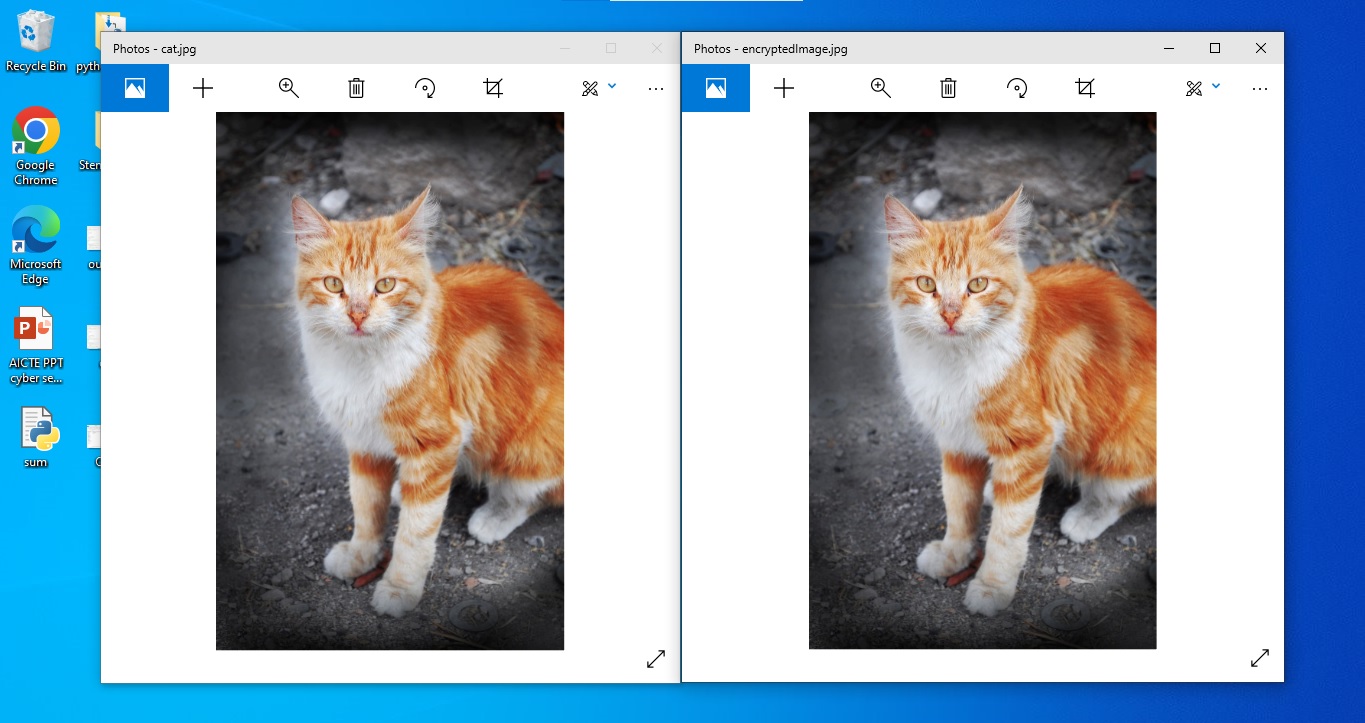 Photos - cat.jpg
Photos - encryptedImage.jpg
Recycle Bin
pyth
Google
Chrome
Sten
Microsoft
Edge
ou
P
AICTE PPT
cyber se...
sum